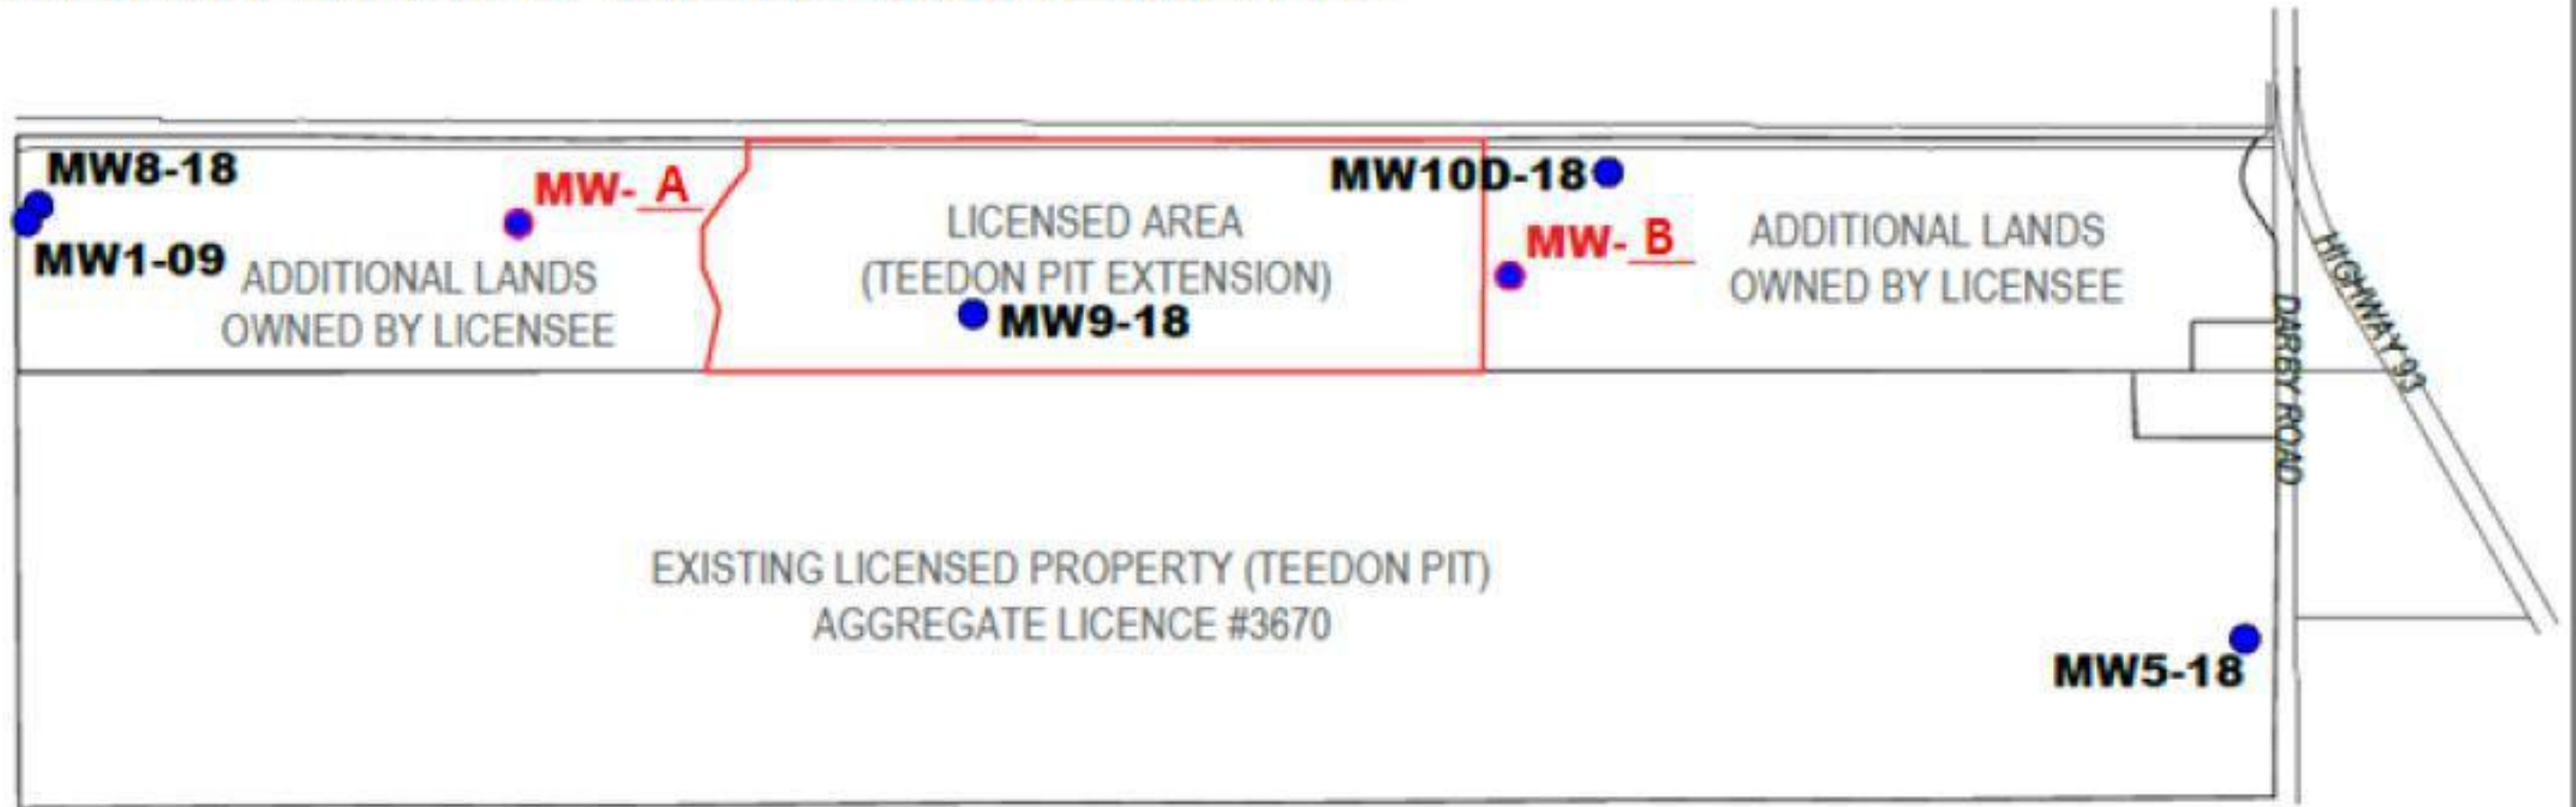 MW8-18
MW1-09
MW-_A_
ADDITIONAL LANDS
OWNED BY LICENSEE
LICENSED AREA
(TEEDON PIT EXTENSION)
MW9-18
MW10D-18
MW-_B_
ADDITIONAL LANDS
OWNED BY LICENSEE
HIGHWAY 93
DARBY ROAD
EXISTING LICENSED PROPERTY (TEEDON PIT)
AGGREGATE LICENCE #3670
MW5-18